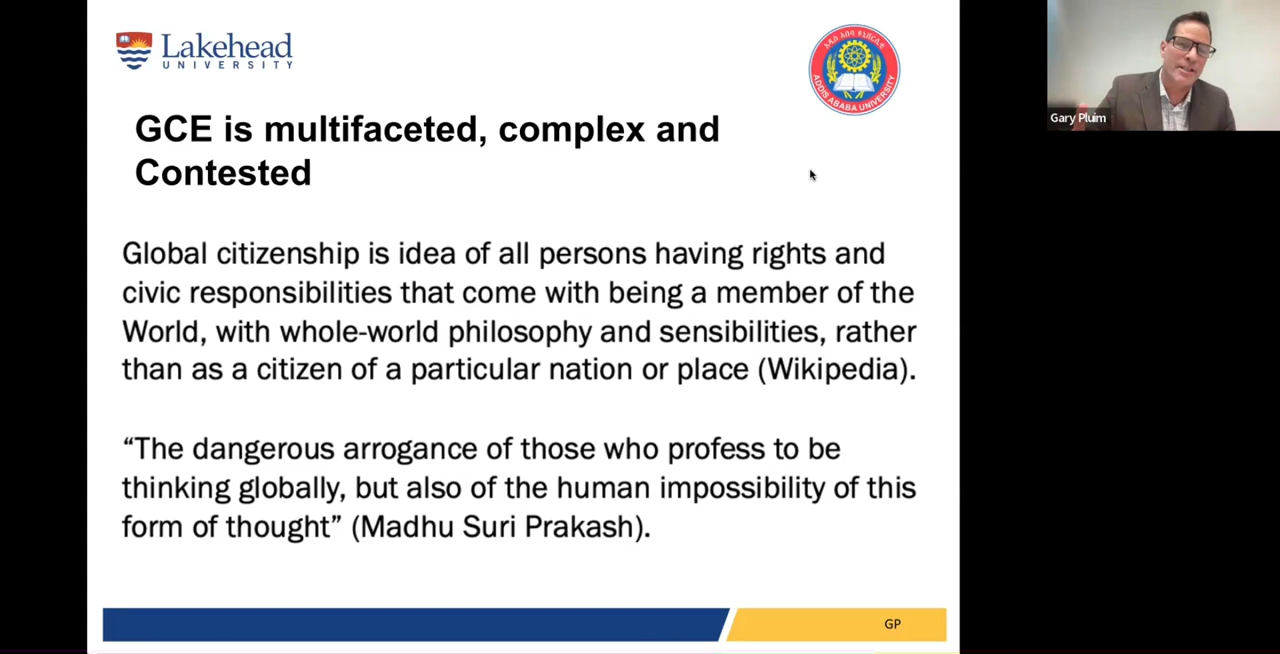 Lakehead
UNIVERSITY
ADDIS ABABA UNIVERSITY
Gary Pluim
GCE is multifaceted, complex and
Contested
Global citizenship is idea of all persons having rights and
civic responsibilities that come with being a member of the
World, with whole-world philosophy and sensibilities, rather
than as a citizen of a particular nation or place (Wikipedia).
“The dangerous arrogance of those who profess to be
thinking globally, but also of the human impossibility of this
form of thought” (Madhu Suri Prakash).
GP